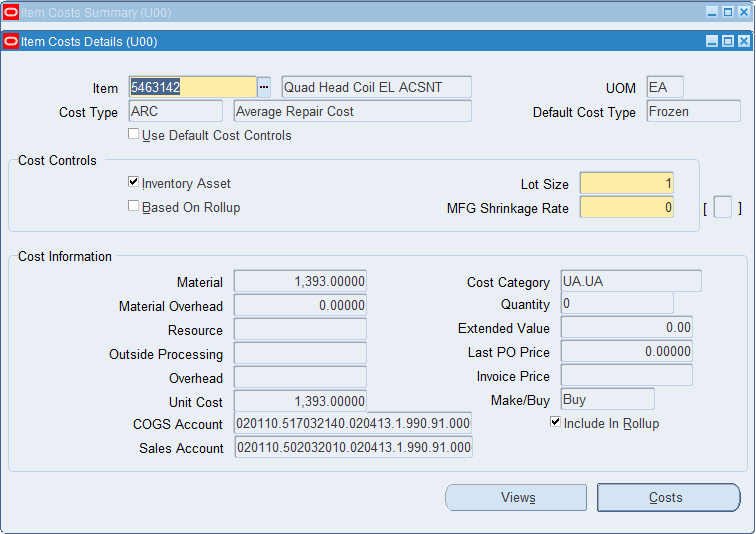 Item Costs Summary (U00)
Item Costs Details (U00)
Item 5463142 ... Quad Head Coil EL ACSNT UOM EA
Cost Type ARC Average Repair Cost Default Cost Type Frozen
Use Default Cost Controls
Cost Controls
Inventory Asset Lot Size 1
Based On Rollup MFG Shrinkage Rate 0 [ ]
Cost Information
Material 1,393.00000 Cost Category UA.UA
Material Overhead 0.00000 Quantity 0
Resource Extended Value 0.00
Outside Processing Last PO Price 0.00000
Overhead Invoice Price
Unit Cost 1,393.00000 Make/Buy Buy
COGS Account 020110.517032140.020413.1.990.91.000 Include In Rollup
Sales Account 020110.502032010.020413.1.990.91.000
Views Costs